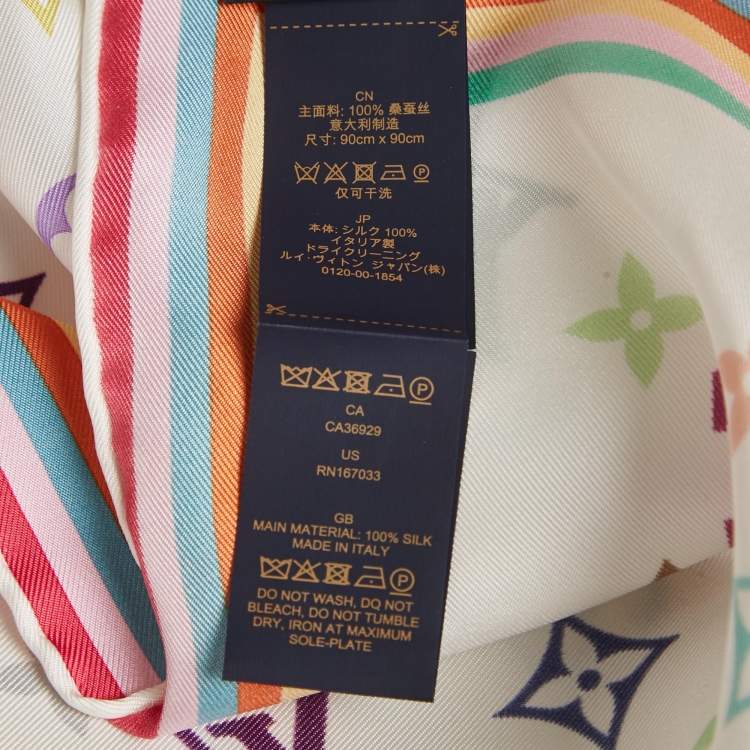 CN
主面料: 100% 桑蚕丝
意大利制造
尺寸: 90cm x 90cm
仅可干洗
JP
本体: シルク 100%
イタリア製
ドライクリーニング
ルイ・ヴィトン ジャパン(株)
0120-00-1854
P
CA
CA36929
US
RN167033
GB
MAIN MATERIAL: 100% SILK
MADE IN ITALY
P
DO NOT WASH, DO NOT
BLEACH, DO NOT TUMBLE
DRY, IRON AT MAXIMUM
SOLE-PLATE